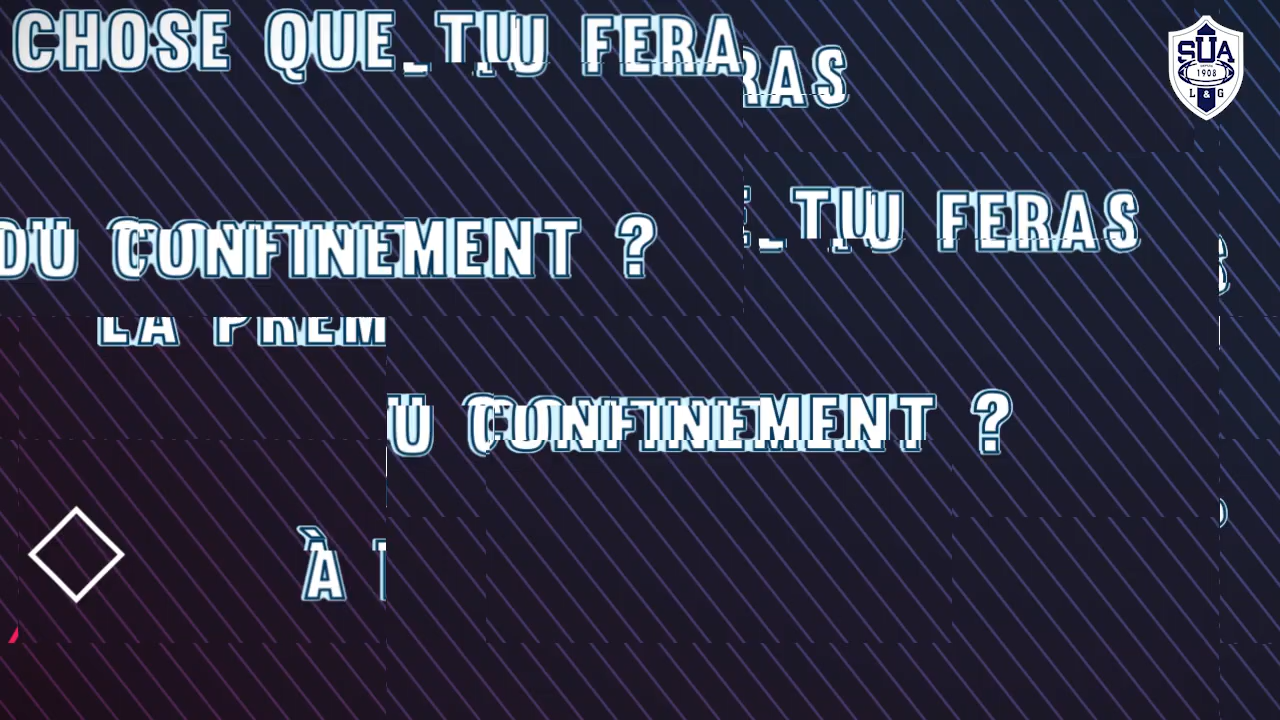 CHOSE QUE TU FERA
RAS
SUA
1908
L & G
TU FERAS
DU CONFINEMENT ?
LA PREM
U CONFINEMENT ?
À